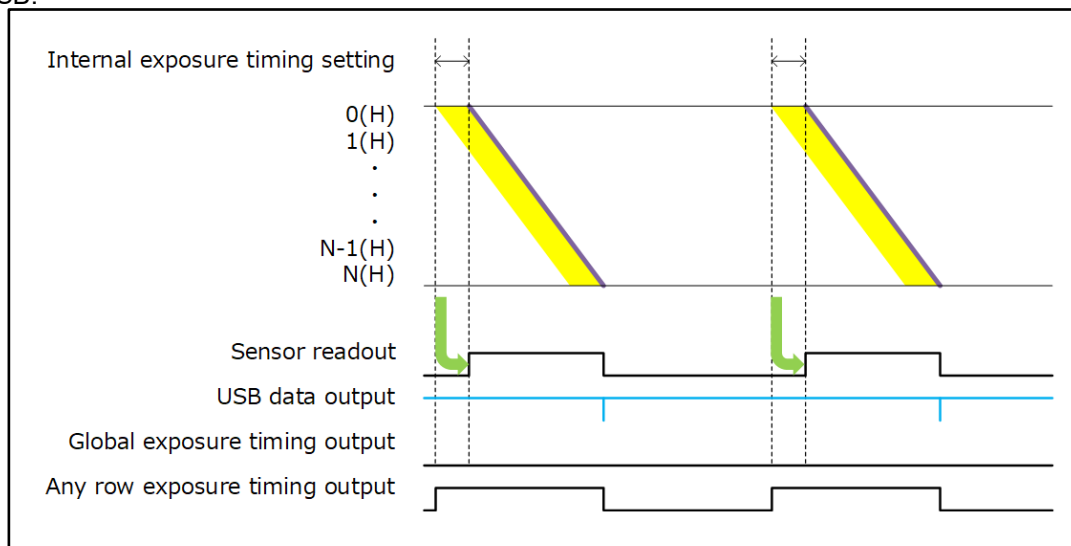 Internal exposure timing setting
0(H)
1(H)
・
・
・
N-1(H)
N(H)
Sensor readout
USB data output
Global exposure timing output
Any row exposure timing output